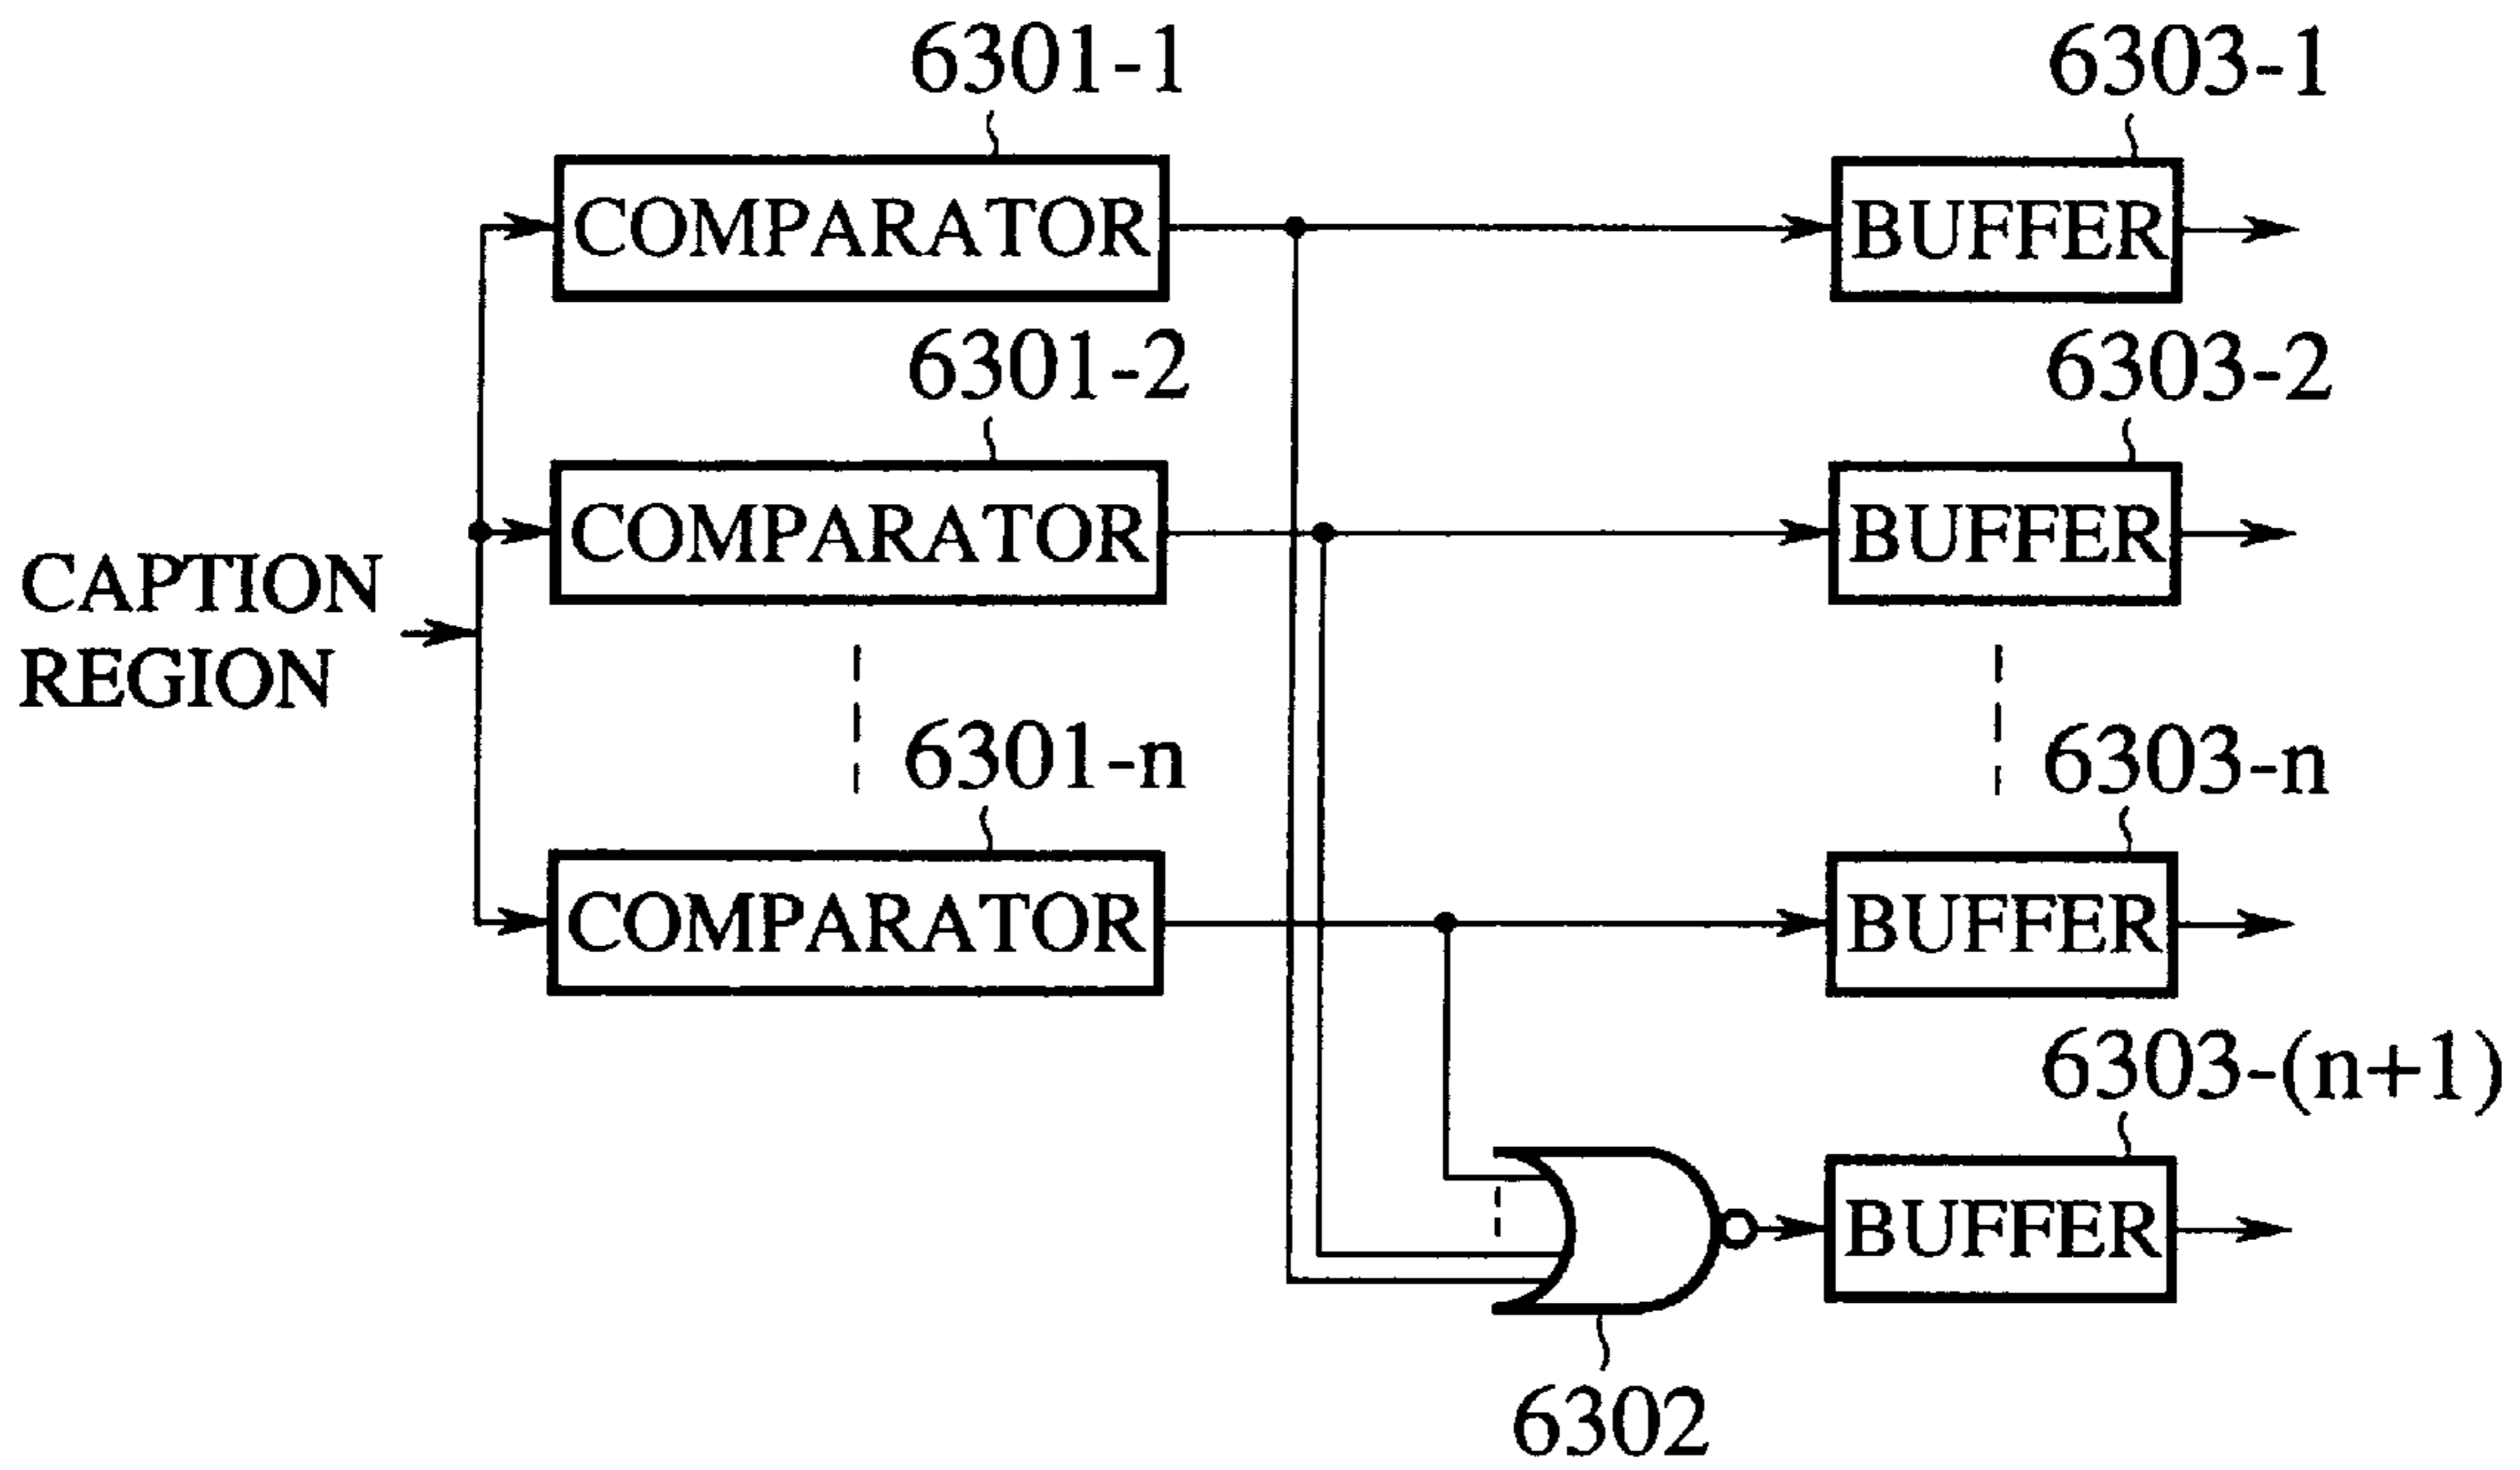 6301-1
6303-1
COMPARATOR
BUFFER
6301-2
6303-2
COMPARATOR
BUFFER
CAPTION
REGION
6301-n
6303-n
COMPARATOR
BUFFER
6303-(n+1)
BUFFER
6302